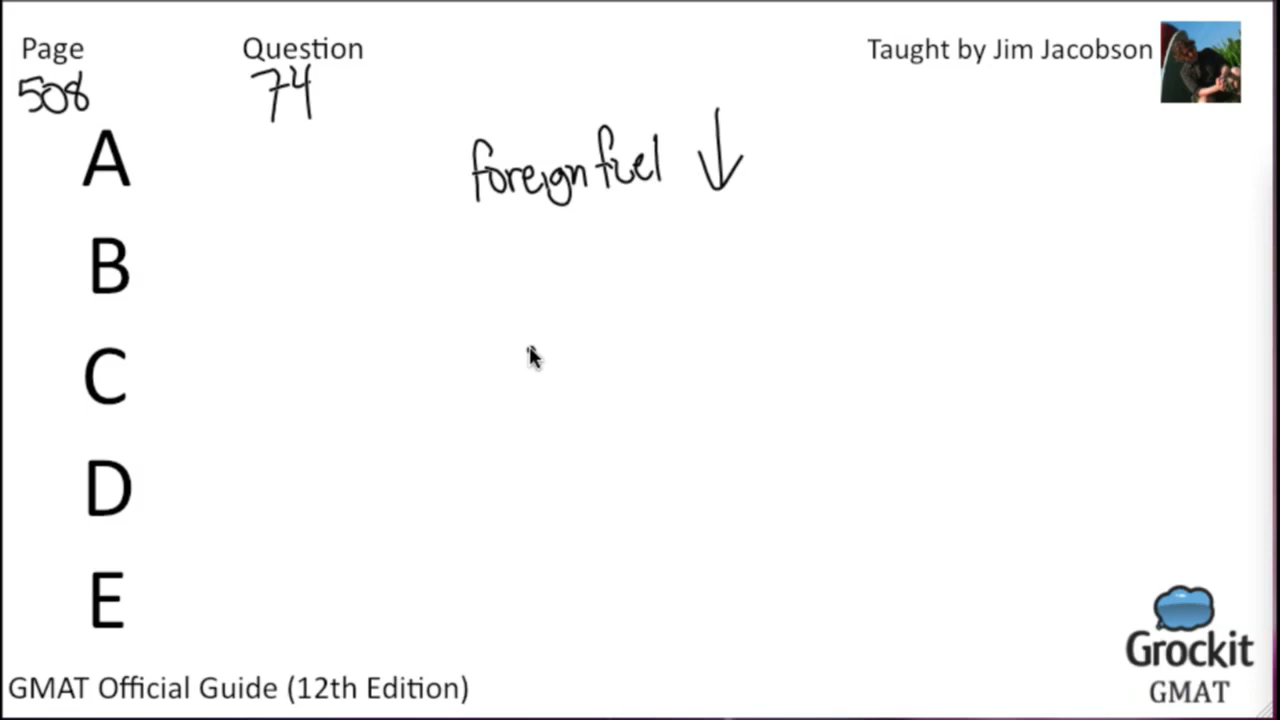 Page Question Taught by Jim Jacobson
508 74
foreign fuel ↓
A
B
C
D
E
Grockit
GMAT
GMAT Official Guide (12th Edition)